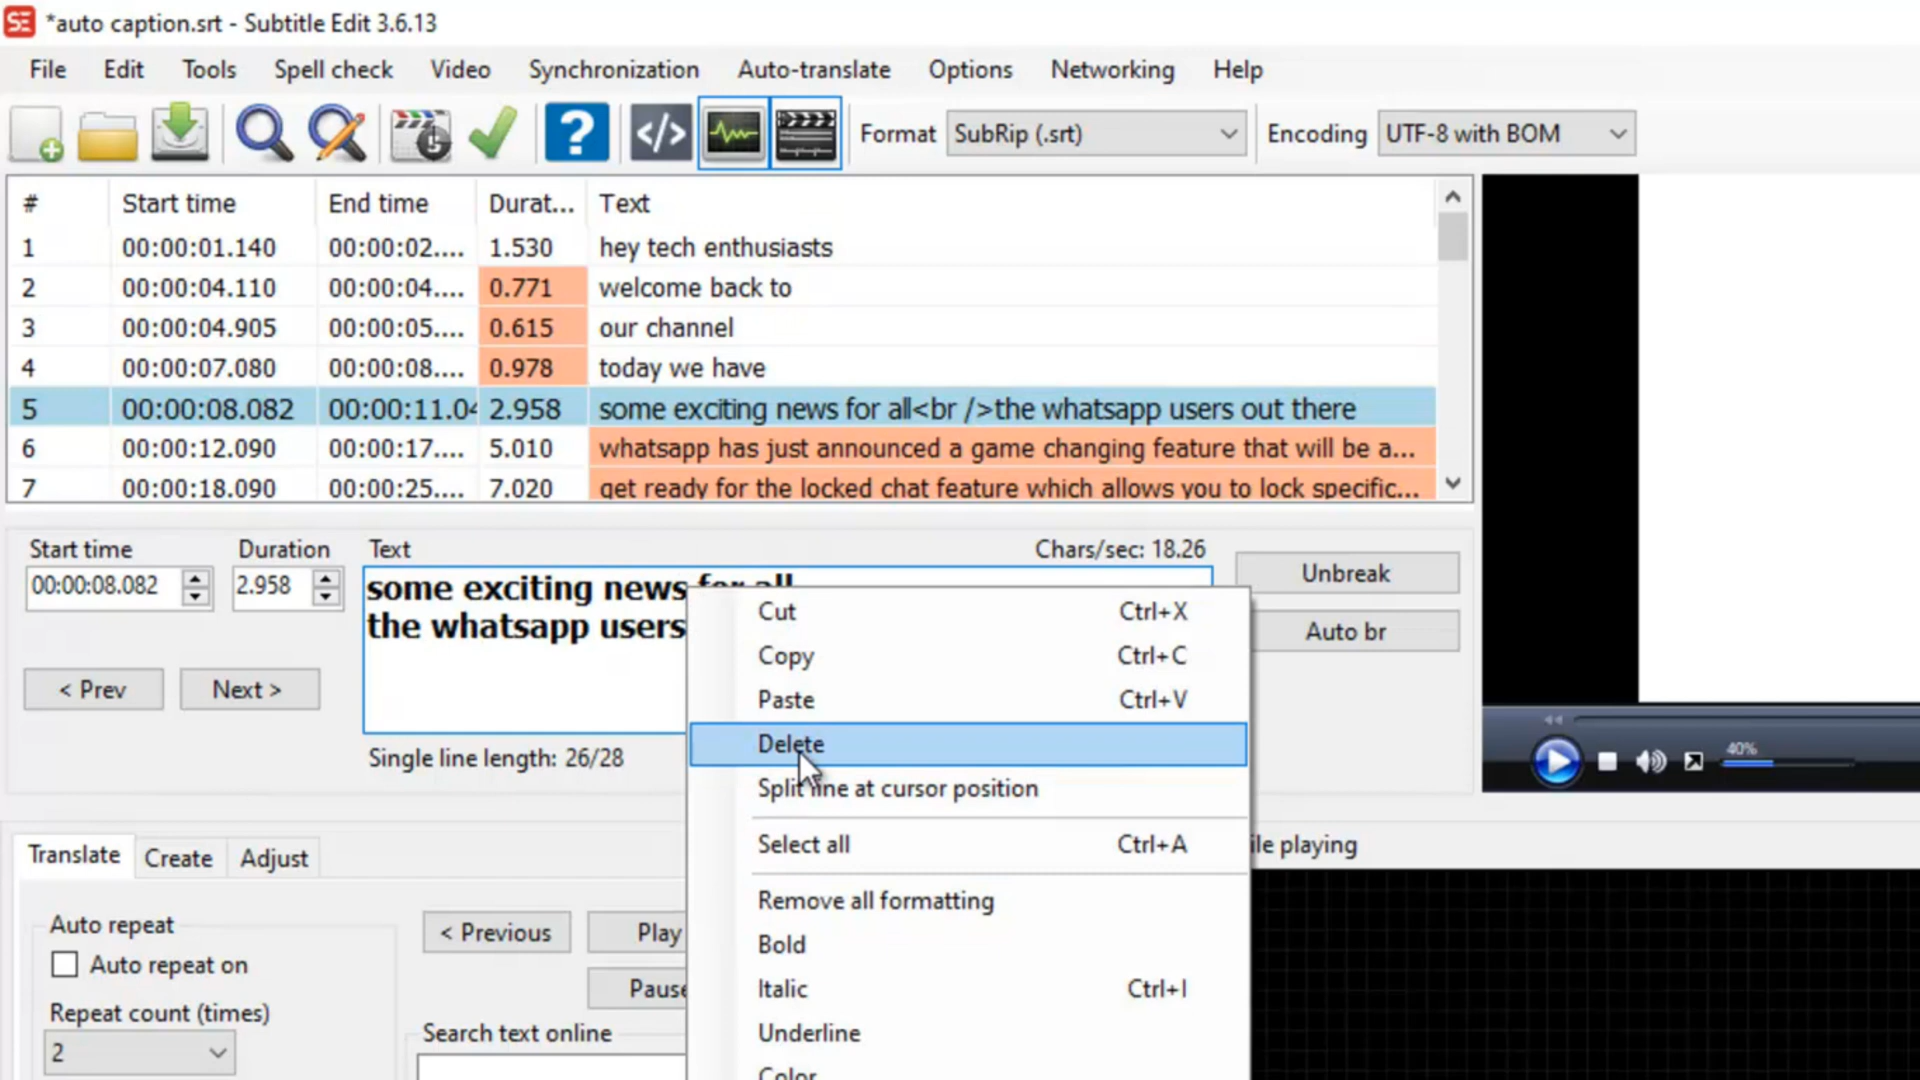 *auto caption.srt - Subtitle Edit 3.6.13
File Edit Tools Spell check Video Synchronization Auto-translate Options Networking Help
Format SubRip (.srt) Encoding UTF-8 with BOM
# Start time End time Durat... Text
1 00:00:01.140 00:00:02.... 1.530 hey tech enthusiasts
2 00:00:04.110 00:00:04.... 0.771 welcome back to
3 00:00:04.905 00:00:05.... 0.615 our channel
4 00:00:07.080 00:00:08.... 0.978 today we have
5 00:00:08.082 00:00:11.04 2.958 some exciting news for all<br />the whatsapp users out there
6 00:00:12.090 00:00:17.... 5.010 whatsapp has just announced a game changing feature that will be a...
7 00:00:18.090 00:00:25.... 7.020 get ready for the locked chat feature which allows you to lock specific...
Start time Duration Text Chars/sec: 18.26
00:00:08.082 2.958
some exciting news for all
the whatsapp users
Unbreak
Auto br
< Prev Next >
Single line length: 26/28
Cut Ctrl+X
Copy Ctrl+C
Paste Ctrl+V
Delete
Split line at cursor position
Select all Ctrl+A
Remove all formatting
Bold
Italic Ctrl+I
Underline
Color
40%
Translate Create Adjust
playing
Auto repeat
Auto repeat on
Repeat count (times)
2
< Previous Play
Pause
Search text online